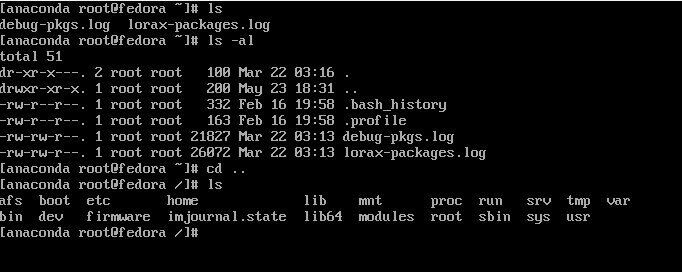 [anaconda root@fedora ~]# ls
debug-pkgs.log  lorax-packages.log
[anaconda root@fedora ~]# ls -al
total 51
dr-xr-x---. 2 root root   100 Mar 22 03:16 .
drwxr-xr-x. 1 root root   200 May 23 18:31 ..
-rw-r--r--. 1 root root   332 Feb 16 19:58 .bash_history
-rw-r--r--. 1 root root   163 Feb 16 19:58 .profile
-rw-rw-r--. 1 root root 21827 Mar 22 03:13 debug-pkgs.log
-rw-rw-r--. 1 root root 26072 Mar 22 03:13 lorax-packages.log
[anaconda root@fedora ~]# cd ..
[anaconda root@fedora /]# ls
afs  boot  etc       home             lib    mnt      proc  run   srv  tmp  var
bin  dev   firmware  imjournal.state  lib64  modules  root  sbin  sys  usr
[anaconda root@fedora /]#